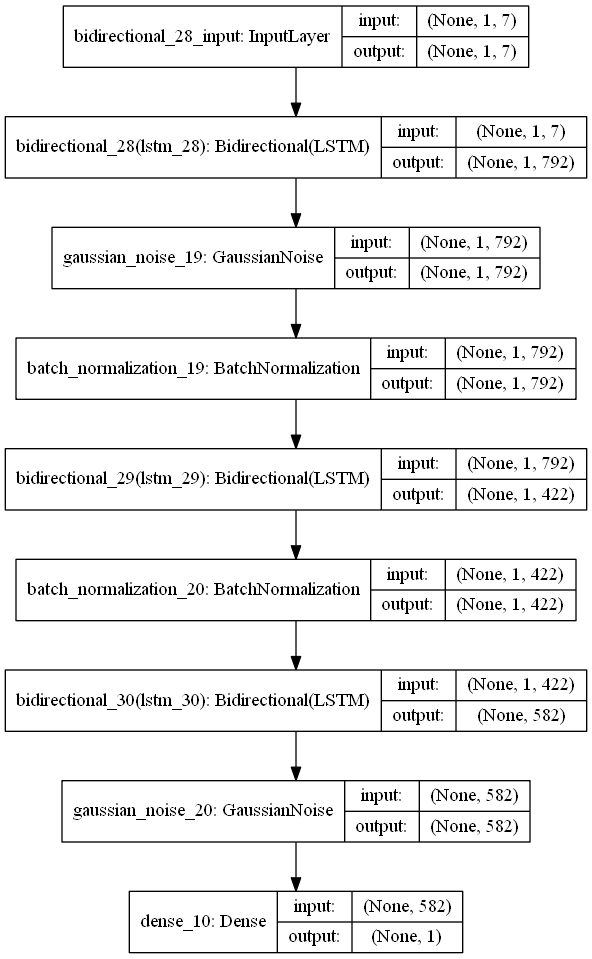 bidirectional_28_input: InputLayer
input:
(None, 1, 7)
output:
(None, 1, 7)
bidirectional_28(lstm_28): Bidirectional(LSTM)
input:
(None, 1, 7)
output:
(None, 1, 792)
gaussian_noise_19: GaussianNoise
input:
(None, 1, 792)
output:
(None, 1, 792)
batch_normalization_19: BatchNormalization
input:
(None, 1, 792)
output:
(None, 1, 792)
bidirectional_29(lstm_29): Bidirectional(LSTM)
input:
(None, 1, 792)
output:
(None, 1, 422)
batch_normalization_20: BatchNormalization
input:
(None, 1, 422)
output:
(None, 1, 422)
bidirectional_30(lstm_30): Bidirectional(LSTM)
input:
(None, 1, 422)
output:
(None, 582)
gaussian_noise_20: GaussianNoise
input:
(None, 582)
output:
(None, 582)
dense_10: Dense
input:
(None, 582)
output:
(None, 1)